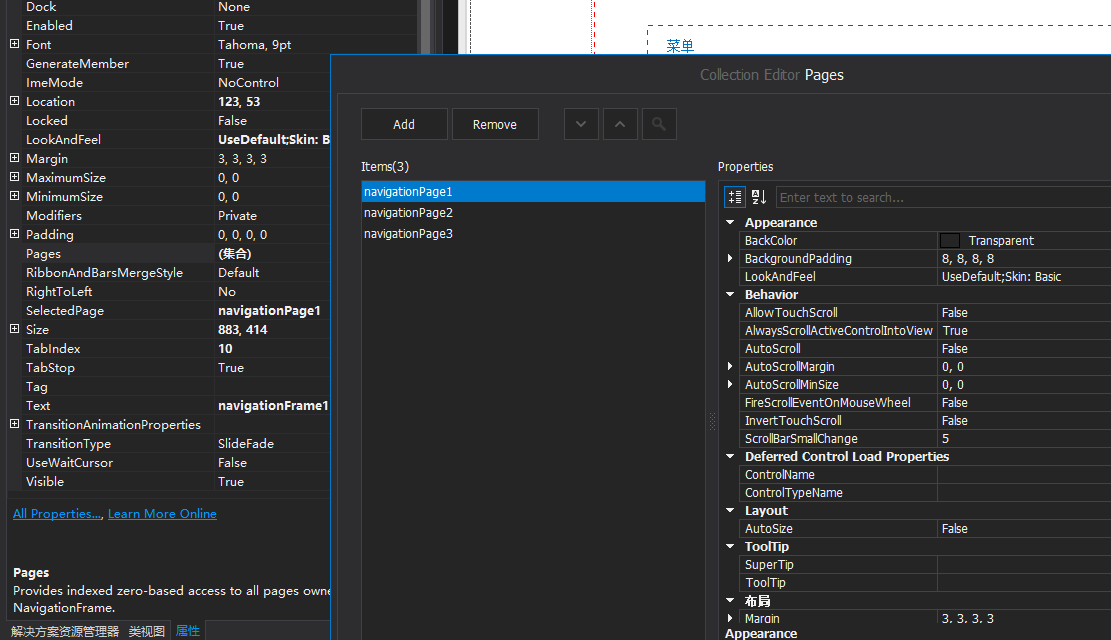 Dock None
Enabled True
Font Tahoma, 9pt
GenerateMember True
ImeMode NoControl
Location 123, 53
Locked False
LookAndFeel UseDefault;Skin: B
Margin 3, 3, 3, 3
MaximumSize 0, 0
MinimumSize 0, 0
Modifiers Private
Padding 0, 0, 0, 0
Pages (集合)
RibbonAndBarsMergeStyle Default
RightToLeft No
SelectedPage navigationPage1
Size 883, 414
TabIndex 10
TabStop True
Tag
Text navigationFrame1
TransitionAnimationProperties
TransitionType SlideFade
UseWaitCursor False
Visible True
All Properties..., Learn More Online
Pages
Provides indexed zero-based access to all pages owne
NavigationFrame.
解决方案资源管理器 类视图 属性
菜单
Collection Editor Pages
Add Remove
Items(3)
navigationPage1
navigationPage2
navigationPage3
Properties
Enter text to search...
Appearance
BackColor Transparent
BackgroundPadding 8, 8, 8, 8
LookAndFeel UseDefault;Skin: Basic
Behavior
AllowTouchScroll False
AlwaysScrollActiveControlIntoView True
AutoScroll False
AutoScrollMargin 0, 0
AutoScrollMinSize 0, 0
FireScrollEventOnMouseWheel False
InvertTouchScroll False
ScrollBarSmallChange 5
Deferred Control Load Properties
ControlName
ControlTypeName
Layout
AutoSize False
ToolTip
SuperTip
ToolTip
布局
Margin 3, 3, 3, 3
Appearance